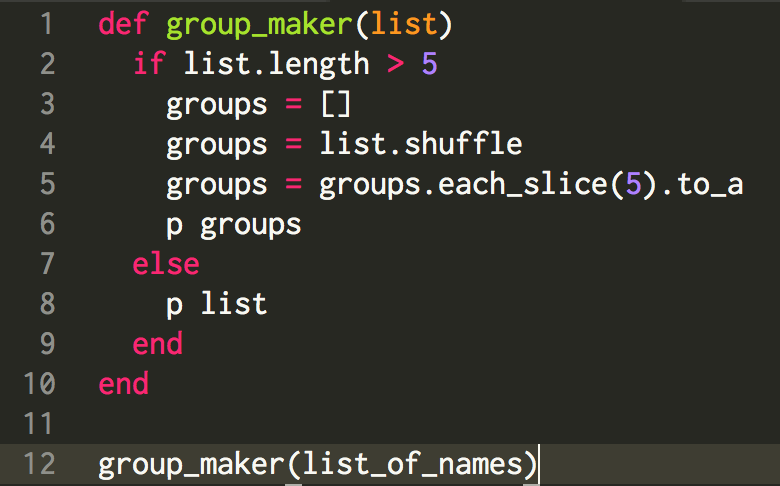 1 def group_maker(list)
2   if list.length > 5
3     groups = []
4     groups = list.shuffle
5     groups = groups.each_slice(5).to_a
6     p groups
7   else
8     p list
9   end
10 end
11
12 group_maker(list_of_names)